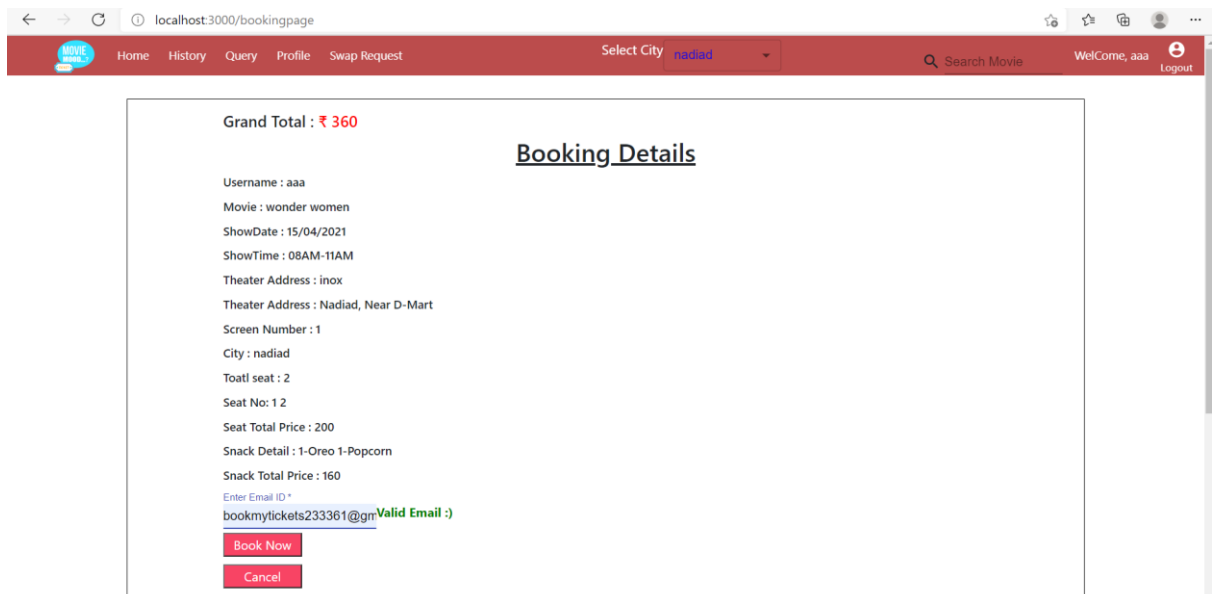 localhost:3000/bookingpage
MOVIE
Home History Query Profile Swap Request Select City nadiad Search Movie WelCome, aaa
Logout
Grand Total : ₹ 360
Booking Details
Username : aaa
Movie : wonder women
ShowDate : 15/04/2021
ShowTime : 08AM-11AM
Theater Address : inox
Theater Address : Nadiad, Near D-Mart
Screen Number : 1
City : nadiad
Toatl seat : 2
Seat No: 1 2
Seat Total Price : 200
Snack Detail : 1-Oreo 1-Popcorn
Snack Total Price : 160
Enter Email ID *
bookmytickets233361@gm Valid Email :)
Book Now
Cancel